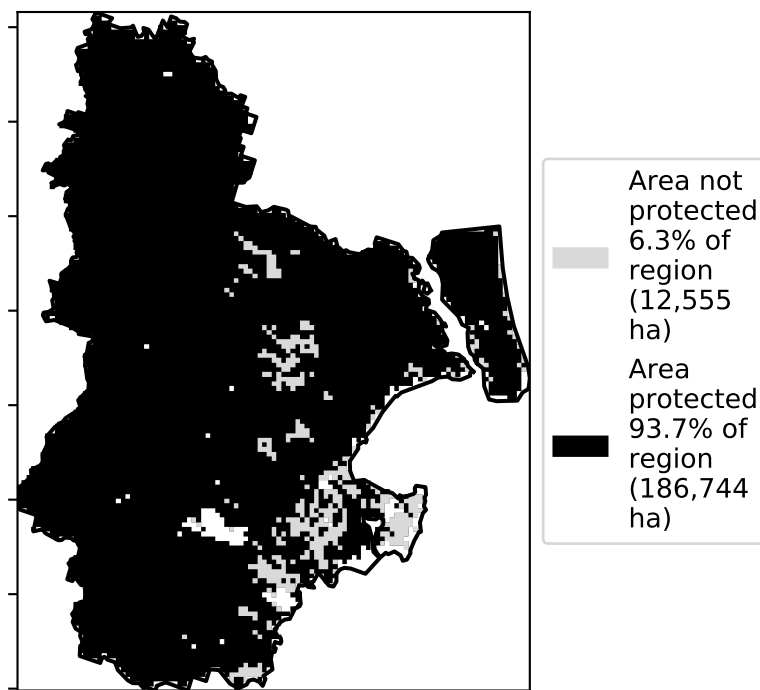 Area not
protected
6.3% of
region
(12,555
ha)
Area
protected
93.7% of
region
(186,744
ha)